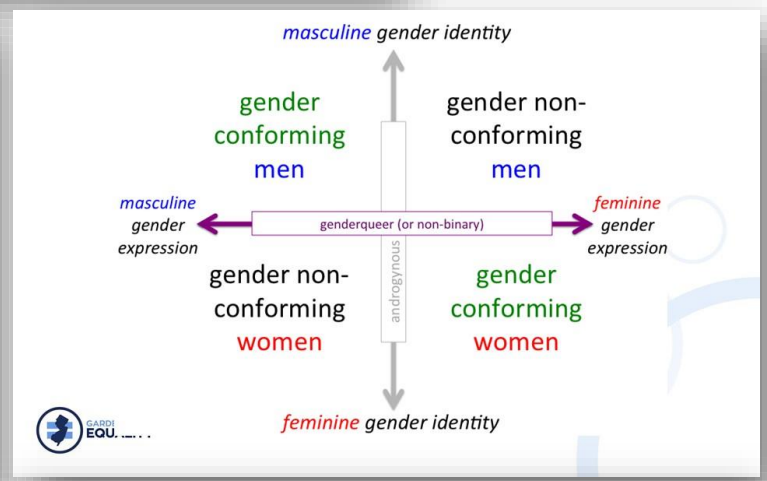 masculine gender identity
gender
conforming
men
gender non-
conforming
men
masculine
gender
expression
genderqueer (or non-binary)
feminine
gender
expression
androgynous
gender non-
conforming
women
gender
conforming
women
feminine gender identity
GARDI